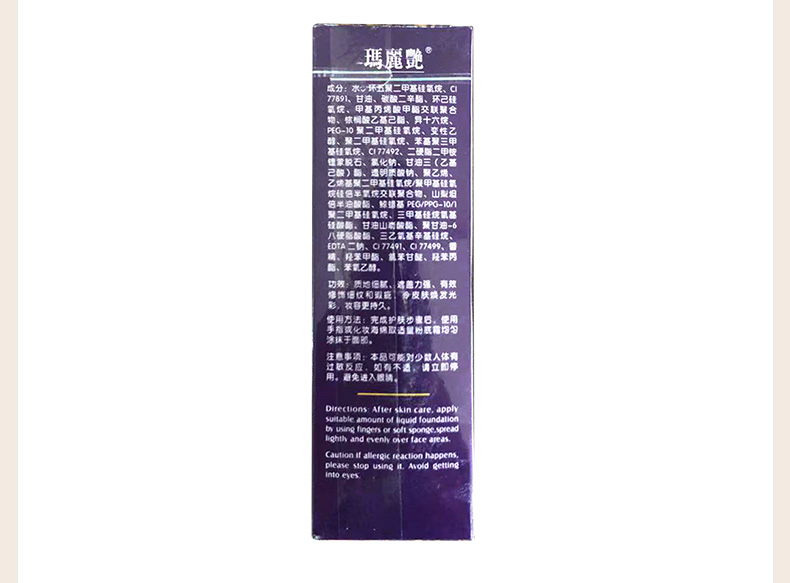 瑪麗艷®
成分：水、环五聚二甲基硅氧烷、CI
77891、甘油、碳酸二辛酯、环己硅
氧烷、甲基丙烯酸甲酯交联聚合
物、棕榈酸乙基己酯、异十六烷、
PEG-10聚二甲基硅氧烷、变性乙
醇、聚二甲基硅氧烷、苯基聚三甲
基硅氧烷、CI 77492、二硬脂二甲铵
锂蒙脱石、氯化钠、甘油三（乙基
己酸）酯、透明质酸钠、聚乙烯、
乙烯基聚二甲基硅氧烷/聚甲基硅氧
烷硅倍半氧烷交联聚合物、山梨坦
倍半油酸酯、鲸蜡基PEG/PPG-10/1
聚二甲基硅氧烷、三甲基硅烷氧基
硅酸酯、甘油山嵛酸酯、聚甘油-6
八硬脂酸酯、三乙氧基辛基硅烷、
EDTA二钠、CI 77491、CI 77499、香
精、羟苯甲酯、氯苯甘醚、羟苯丙
酯、苯氧乙醇。
功效：质地细腻、遮盖力强、有效
修饰细纹和瑕疵，令皮肤焕发光
彩，妆容更持久。
使用方法：完成护肤步骤后，使用
手指或化妆海绵取适量粉底霜均匀
涂抹于面部。
注意事项：本品可能对少数人体有
过敏反应，如有不适，请立即停
用。避免进入眼睛。
Directions: After skin care, apply
suitable amount of liquid foundation
by using fingers or soft sponge,spread
lightly and evenly over face areas.
Caution If allergic reaction happens,
please stop using it. Avoid getting
into eyes.